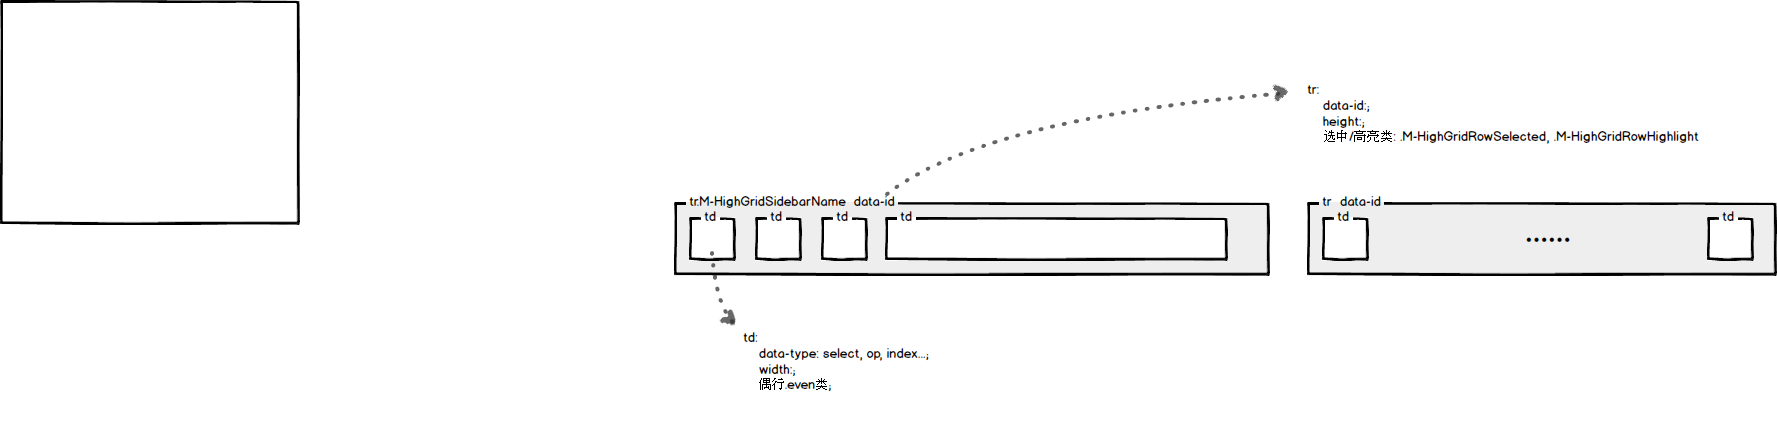 tr:
data-id:;
height:;
选中/高亮类: .M-HighGridRowSelected, .M-HighGridRowHighlight
tr.M-HighGridSidebarName data-id
td td td td
tr data-id
td ...... td
td:
data-type: select, op, index...;
width:;
偶行.even类;